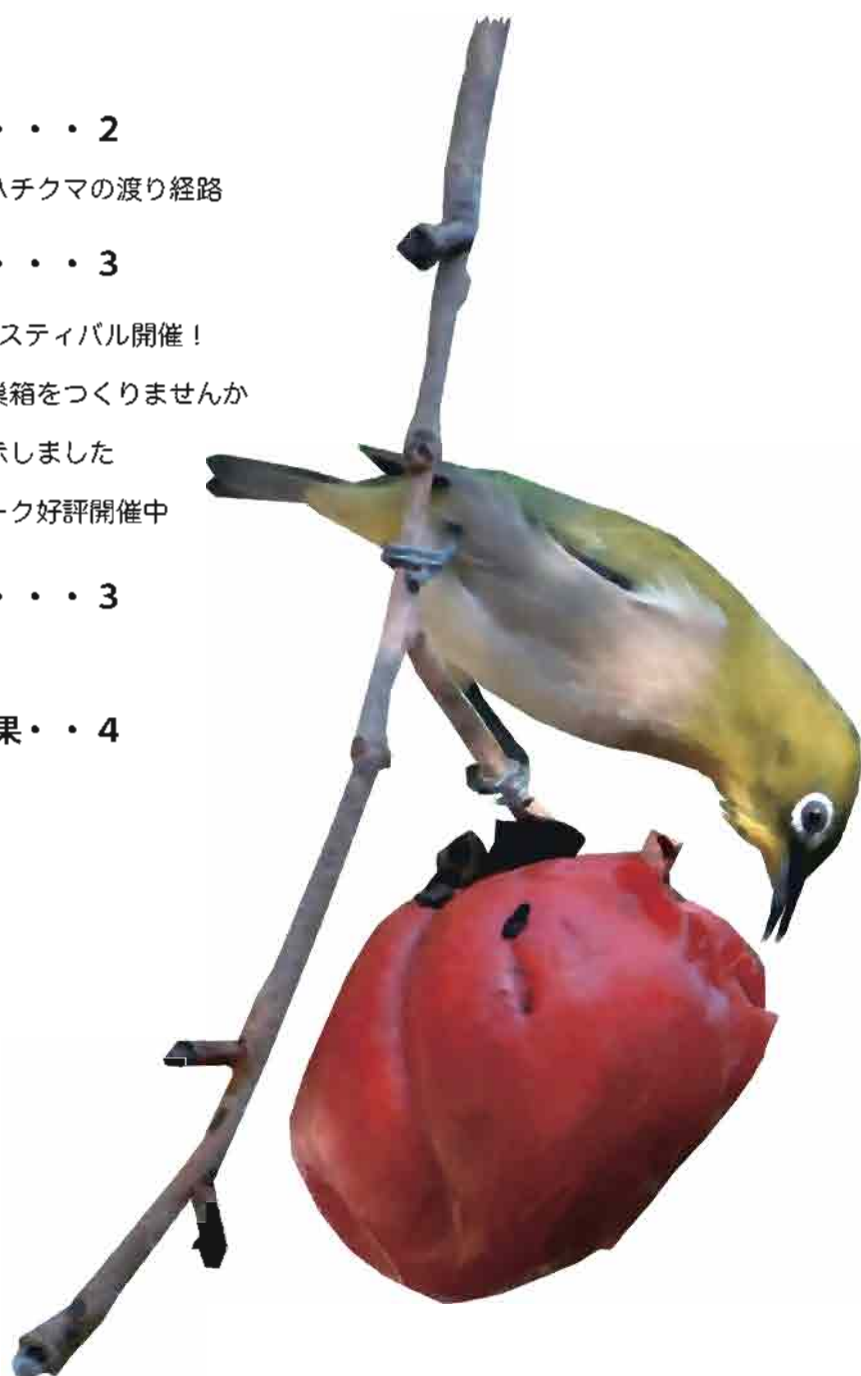 ・・・2
ハチクマの渡り経路
・・・3
スティバル開催！
巣箱をつくりませんか
示しました
ーク好評開催中
・・・3
果・・4